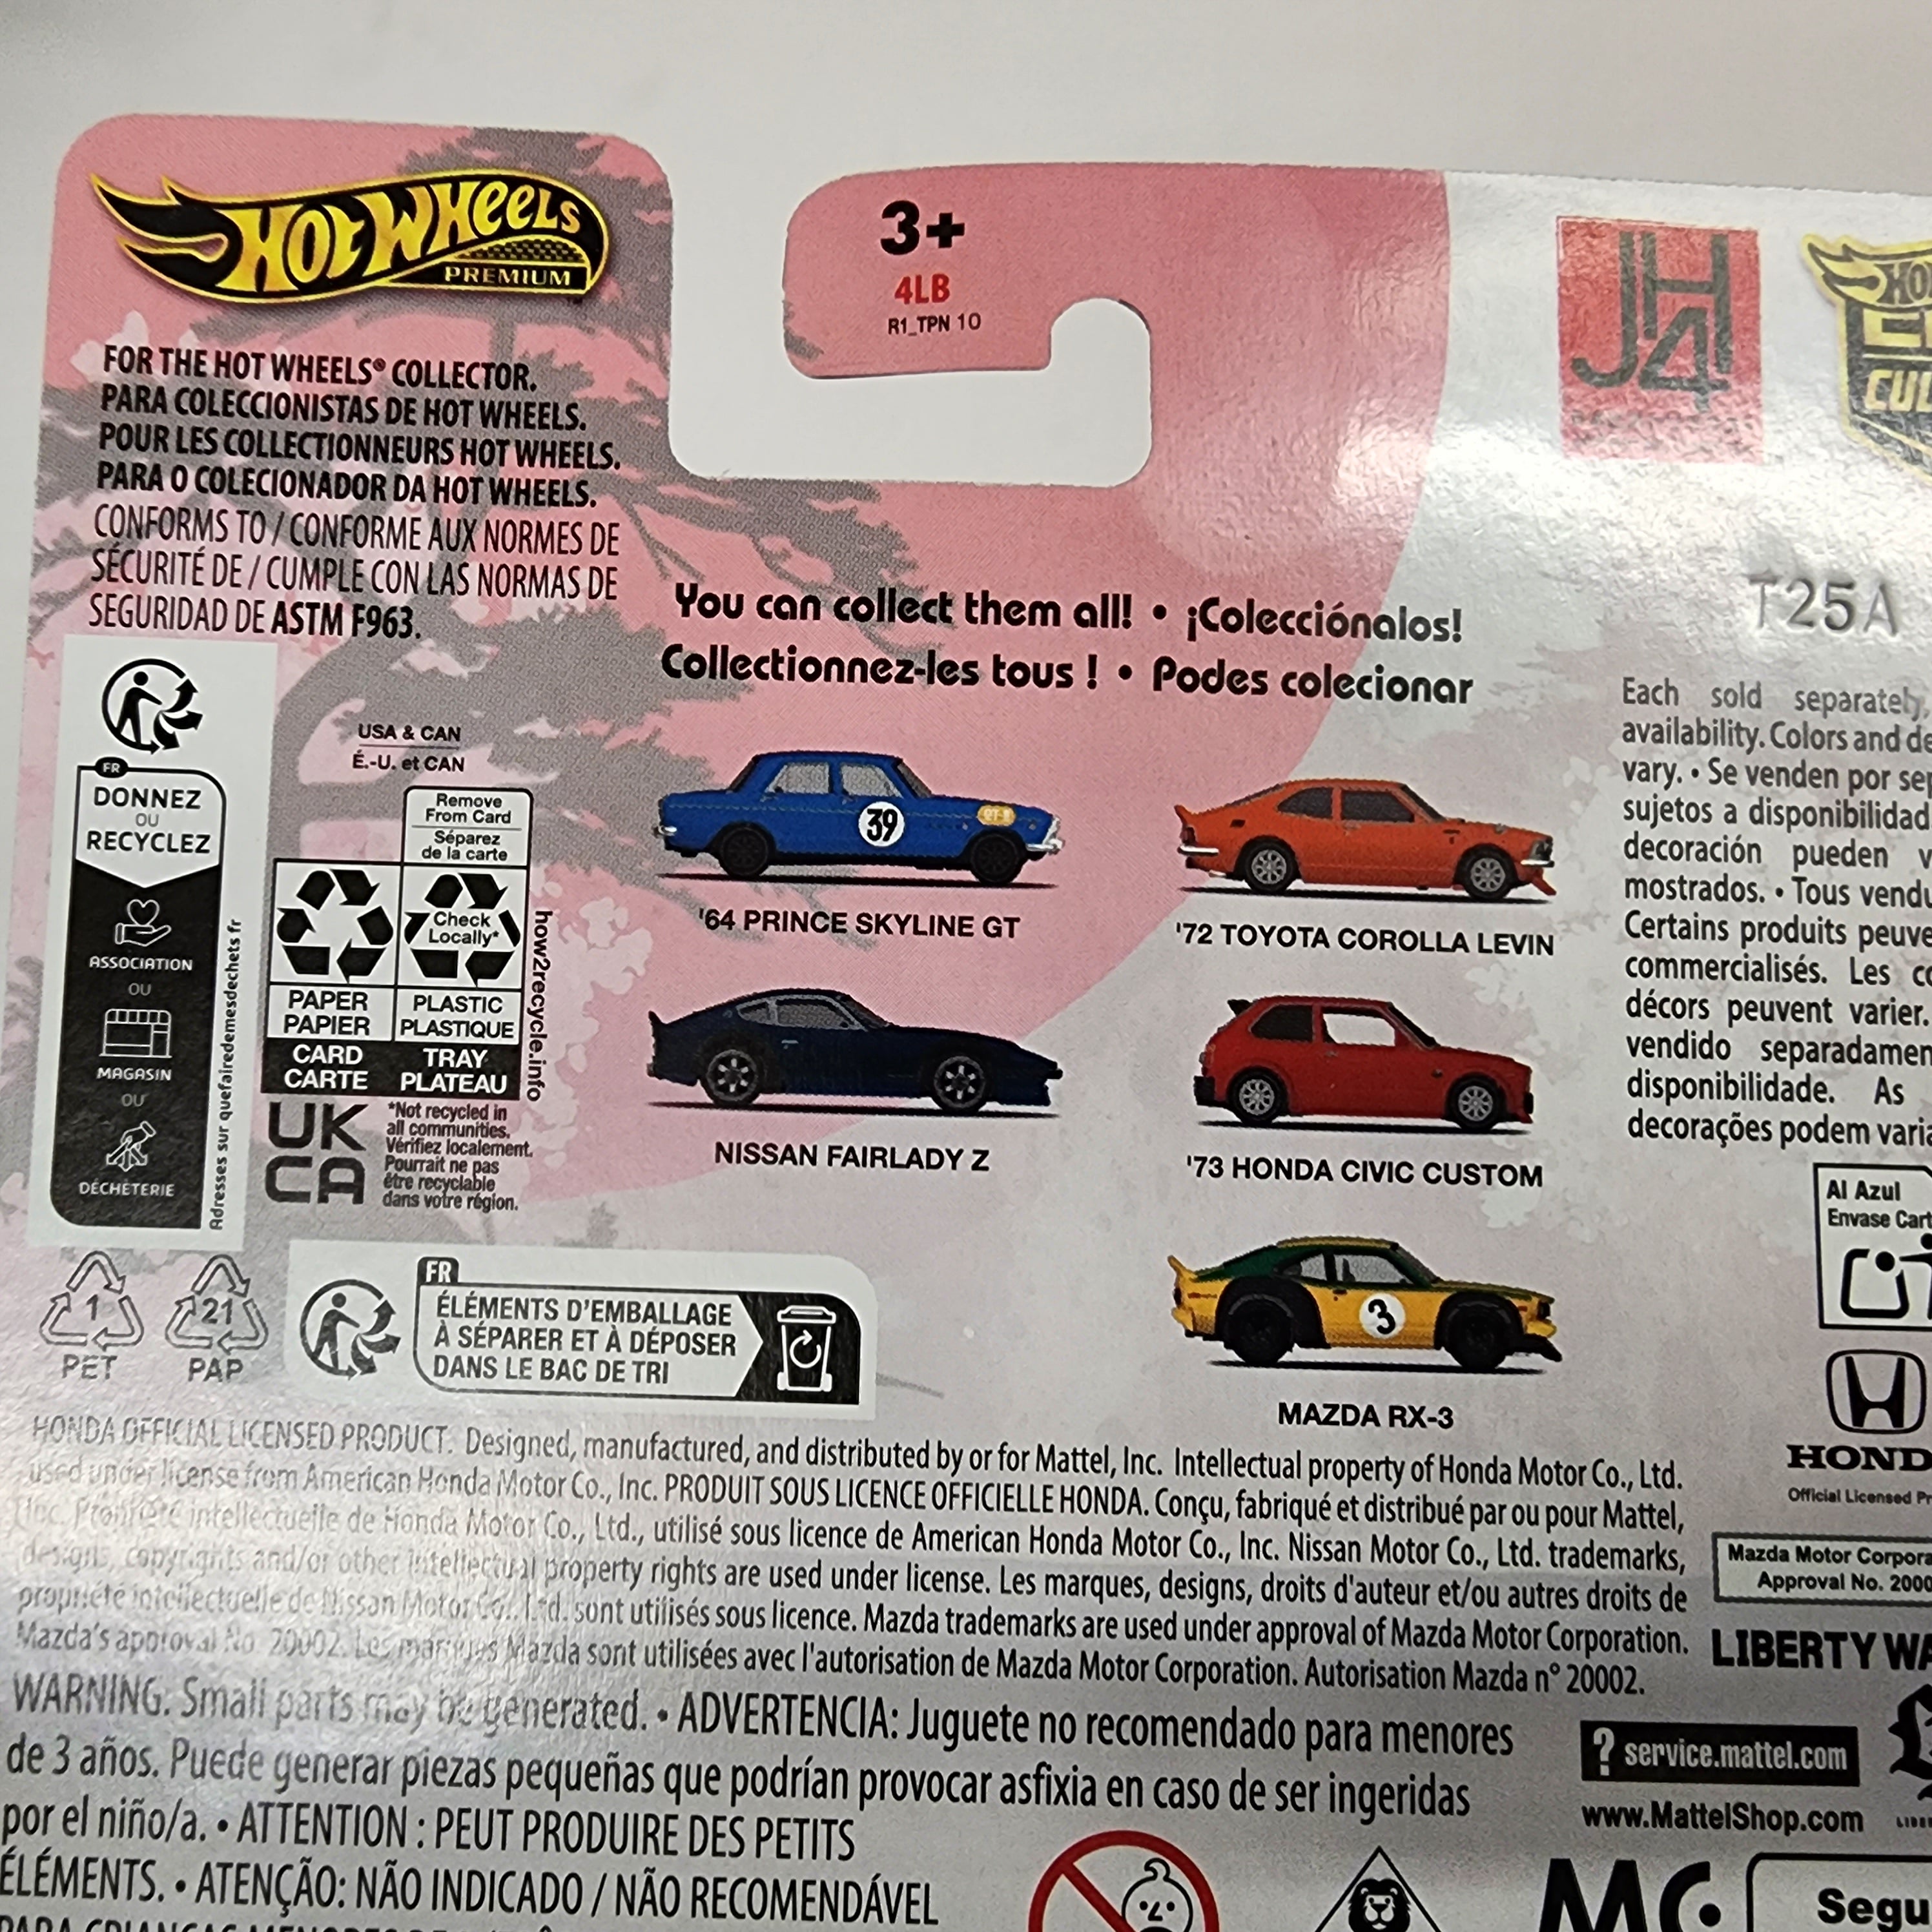 HOT WHEELS
PREMIUM
3+
4LB
R1_TPN 10
JH4
HO
CUL
FOR THE HOT WHEELS® COLLECTOR.
PARA COLECCIONISTAS DE HOT WHEELS.
POUR LES COLLECTIONNEURS HOT WHEELS.
PARA O COLECIONADOR DA HOT WHEELS.
CONFORMS TO / CONFORME AUX NORMES DE
SÉCURITÉ DE / CUMPLE CON LAS NORMAS DE
SEGURIDAD DE ASTM F963.
You can collect them all! • ¡Colecciónalos!
Collectionnez-les tous ! • Podes colecionar
T25A
Each sold separately,
availability. Colors and de
vary. • Se venden por sep
sujetos a disponibilidad
decoración pueden v
mostrados. • Tous vendu
Certains produits peuve
commercialisés. Les co
décors peuvent varier.
vendido separadamen
disponibilidade. As
decorações podem varia
FR
DONNEZ
OU
RECYCLEZ
ASSOCIATION
OU
MAGASIN
OU
DÉCHÈTERIE
Adresses sur quefairedemesdechets.fr
USA & CAN
É.-U. et CAN
Remove
From Card
Séparez
de la carte
Check
Locally*
PAPER
PAPIER
PLASTIC
PLASTIQUE
CARD
CARTE
TRAY
PLATEAU
how2recycle.info
UK
CA
*Not recycled in
all communities.
Vérifiez localement.
Pourrait ne pas
être recyclable
dans votre région.
39
GT-B
'64 PRINCE SKYLINE GT
'72 TOYOTA COROLLA LEVIN
NISSAN FAIRLADY Z
'73 HONDA CIVIC CUSTOM
3
MAZDA RX-3
Al Azul
Envase Cart
1
PET
21
PAP
FR
ÉLÉMENTS D'EMBALLAGE
À SÉPARER ET À DÉPOSER
DANS LE BAC DE TRI
HOND
Official Licensed Pr
HONDA OFFICIAL LICENSED PRODUCT. Designed, manufactured, and distributed by or for Mattel, Inc. Intellectual property of Honda Motor Co., Ltd.
used under license from American Honda Motor Co., Inc. PRODUIT SOUS LICENCE OFFICIELLE HONDA. Conçu, fabriqué et distribué par ou pour Mattel,
Inc. Propriété intellectuelle de Honda Motor Co., Ltd., utilisé sous licence de American Honda Motor Co., Inc. Nissan Motor Co., Ltd. trademarks,
designs, copyrights and/or other intellectual property rights are used under license. Les marques, designs, droits d'auteur et/ou autres droits de
propriété intellectuelle de Nissan Motor Co., Ltd. sont utilisés sous licence. Mazda trademarks are used under approval of Mazda Motor Corporation.
Mazda's approval No. 20002. Les marques Mazda sont utilisées avec l'autorisation de Mazda Motor Corporation. Autorisation Mazda n° 20002.
Mazda Motor Corpora
Approval No. 2000
LIBERTY WA
WARNING: Small parts may be generated. • ADVERTENCIA: Juguete no recomendado para menores
de 3 años. Puede generar piezas pequeñas que podrían provocar asfixia en caso de ser ingeridas
por el niño/a. • ATTENTION : PEUT PRODUIRE DES PETITS
ÉLÉMENTS. • ATENÇÃO: NÃO INDICADO / NÃO RECOMENDÁVEL
? service.mattel.com
www.MattelShop.com
LIBE
MC
Segu